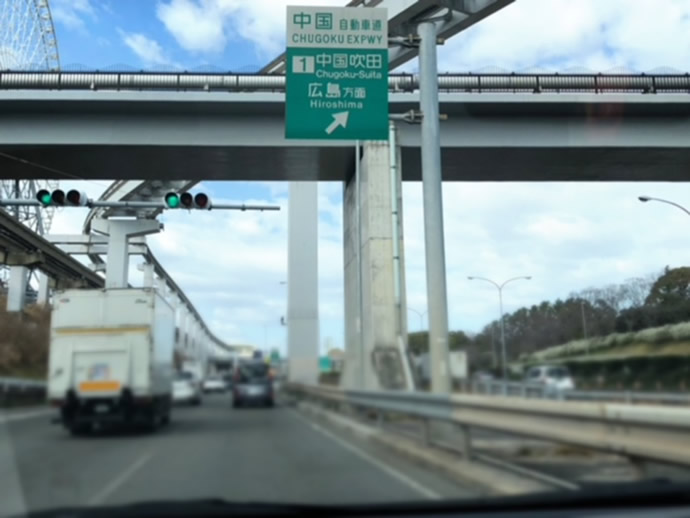 中国 自動車道
CHUGOKU EXPWY
1 中国吹田
Chugoku-Suita
広島 方面
Hiroshima